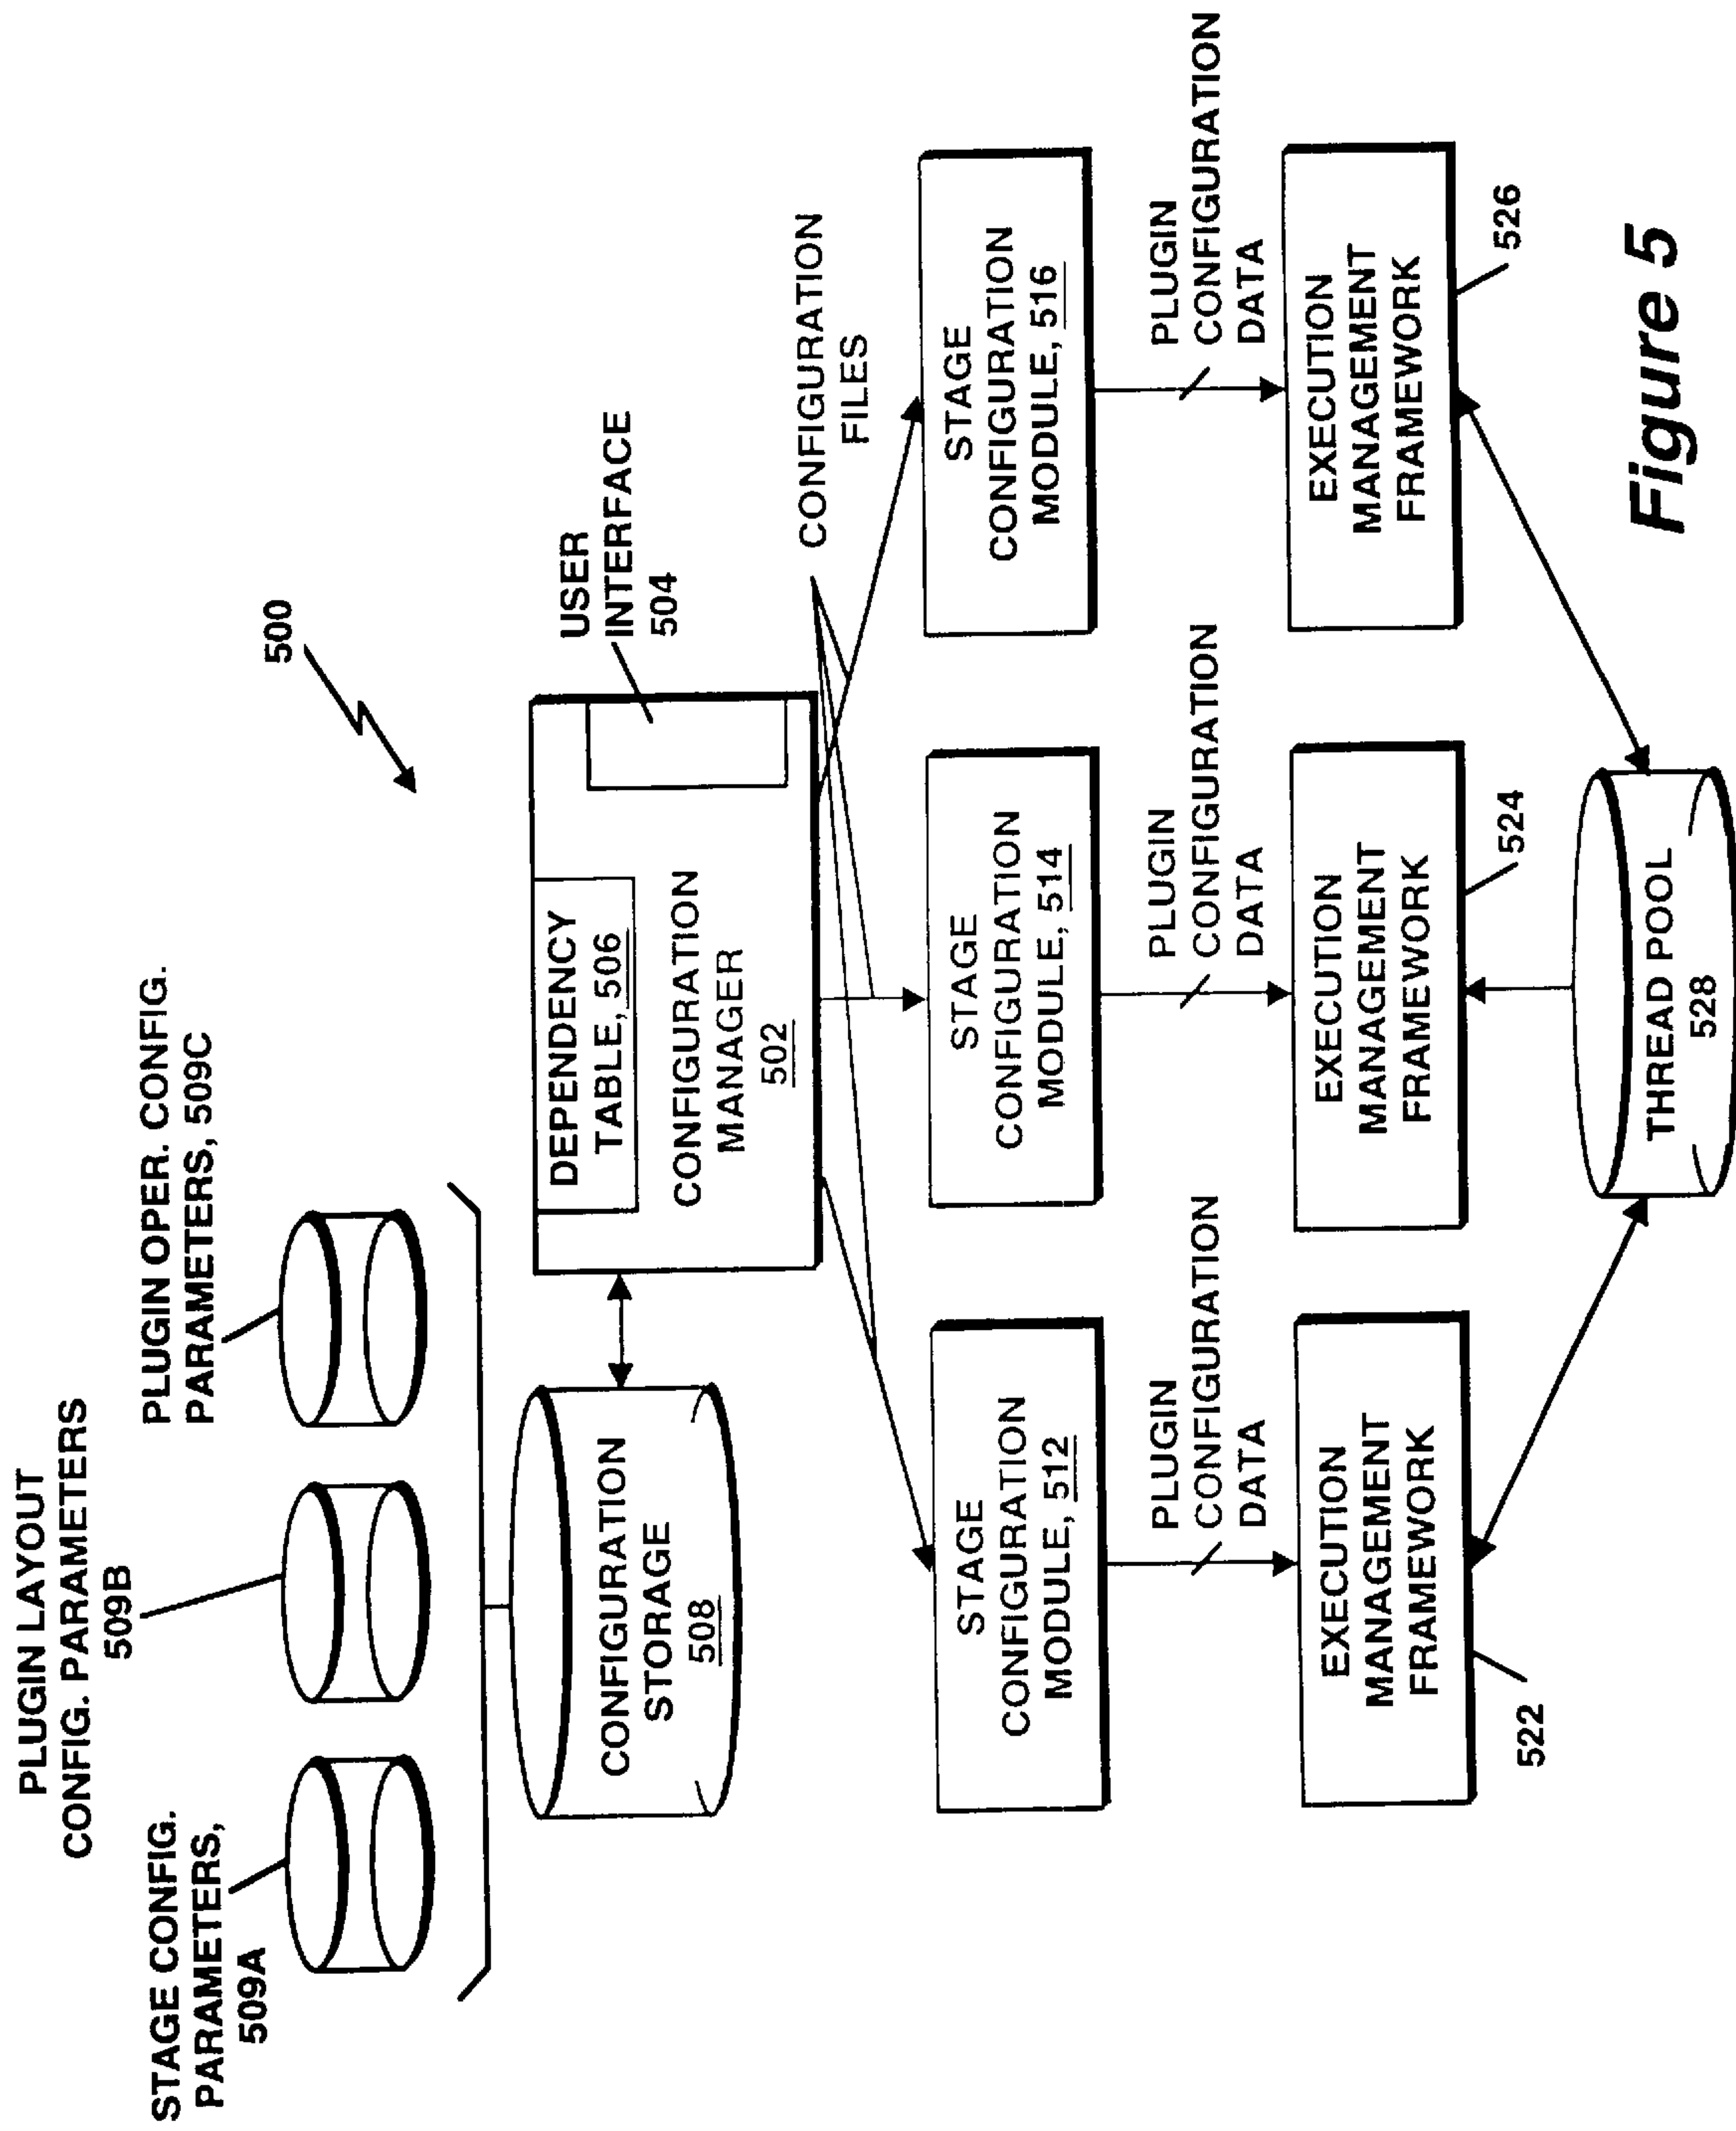 PLUGIN LAYOUT
CONFIG. PARAMETERS
509B
STAGE CONFIG.
PARAMETERS,
509A
PLUGIN OPER. CONFIG.
PARAMETERS, 509C
500
CONFIGURATION
STORAGE
508
DEPENDENCY
TABLE, 506
CONFIGURATION
MANAGER
502
USER
INTERFACE
504
CONFIGURATION
FILES
STAGE
CONFIGURATION
MODULE, 512
STAGE
CONFIGURATION
MODULE, 514
STAGE
CONFIGURATION
MODULE, 516
PLUGIN
CONFIGURATION
DATA
PLUGIN
CONFIGURATION
DATA
PLUGIN
CONFIGURATION
DATA
EXECUTION
MANAGEMENT
FRAMEWORK
522
EXECUTION
MANAGEMENT
FRAMEWORK
524
EXECUTION
MANAGEMENT
FRAMEWORK
526
THREAD POOL
528
Figure 5